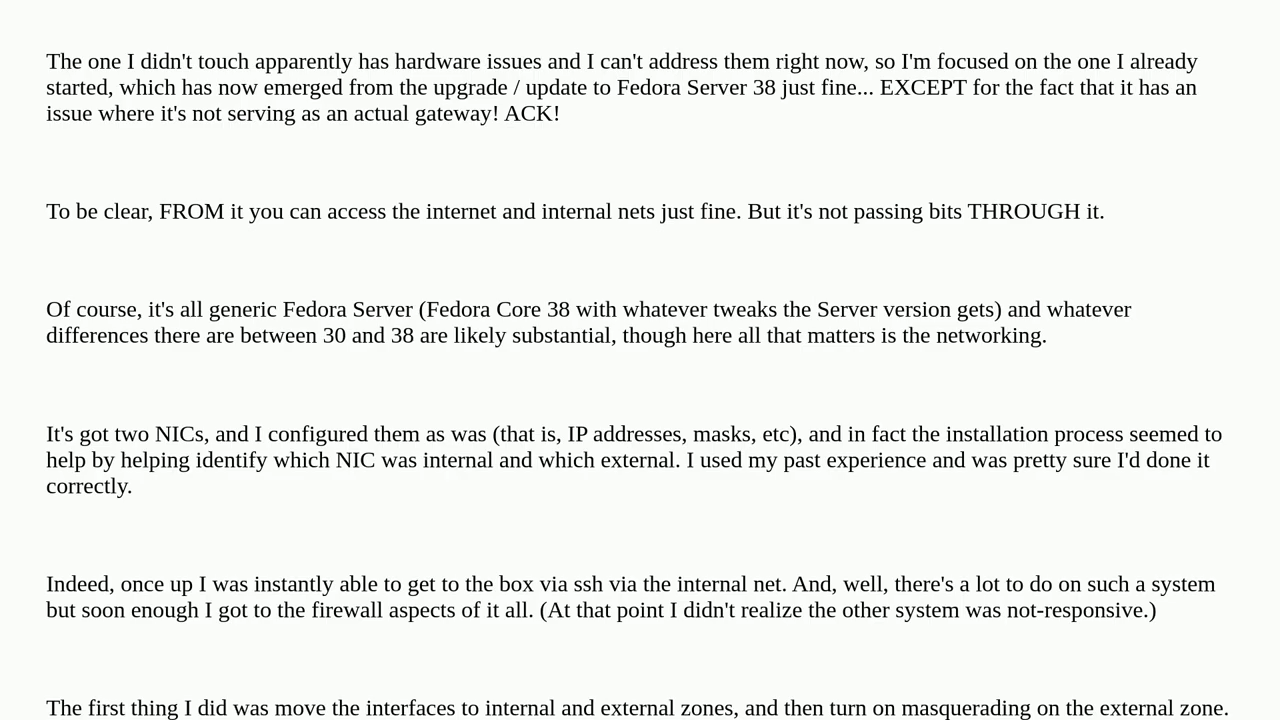 The one I didn't touch apparently has hardware issues and I can't address them right now, so I'm focused on the one I already
started, which has now emerged from the upgrade / update to Fedora Server 38 just fine... EXCEPT for the fact that it has an
issue where it's not serving as an actual gateway! ACK!
To be clear, FROM it you can access the internet and internal nets just fine. But it's not passing bits THROUGH it.
Of course, it's all generic Fedora Server (Fedora Core 38 with whatever tweaks the Server version gets) and whatever
differences there are between 30 and 38 are likely substantial, though here all that matters is the networking.
It's got two NICs, and I configured them as was (that is, IP addresses, masks, etc), and in fact the installation process seemed to
help by helping identify which NIC was internal and which external. I used my past experience and was pretty sure I'd done it
correctly.
Indeed, once up I was instantly able to get to the box via ssh via the internal net. And, well, there's a lot to do on such a system
but soon enough I got to the firewall aspects of it all. (At that point I didn't realize the other system was not-responsive.)
The first thing I did was move the interfaces to internal and external zones, and then turn on masquerading on the external zone.